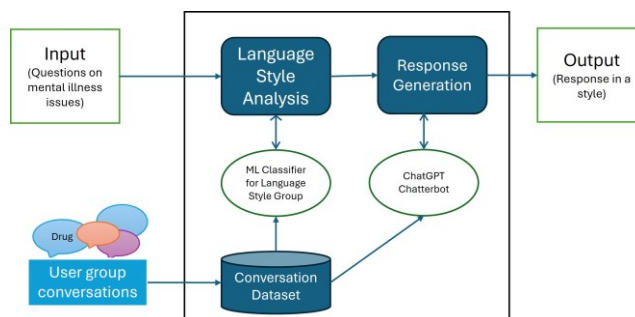 Input
(Questions on
mental illness
issues)
Language
Style
Analysis
Response
Generation
Output
(Response in a
style)
ML Classifier
for Language
Style Group
ChatGPT
Chatterbot
Drug
User group
conversations
Conversation
Dataset